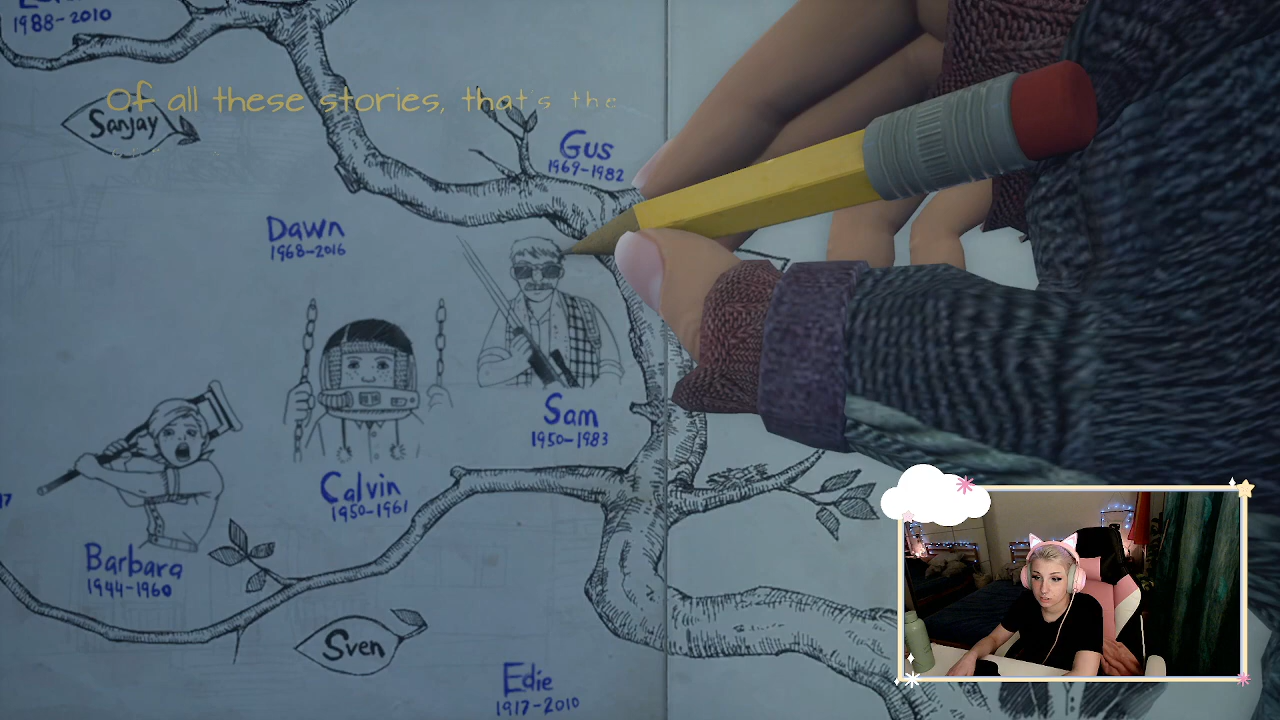 1988-2010
Of all these stories, that's the
Sanjay
Gus
1969-1982
Dawn
1968-2016
Sam
1950-1983
Calvin
1950-1961
Barbara
1944-1960
Sven
Edie
1917-2010